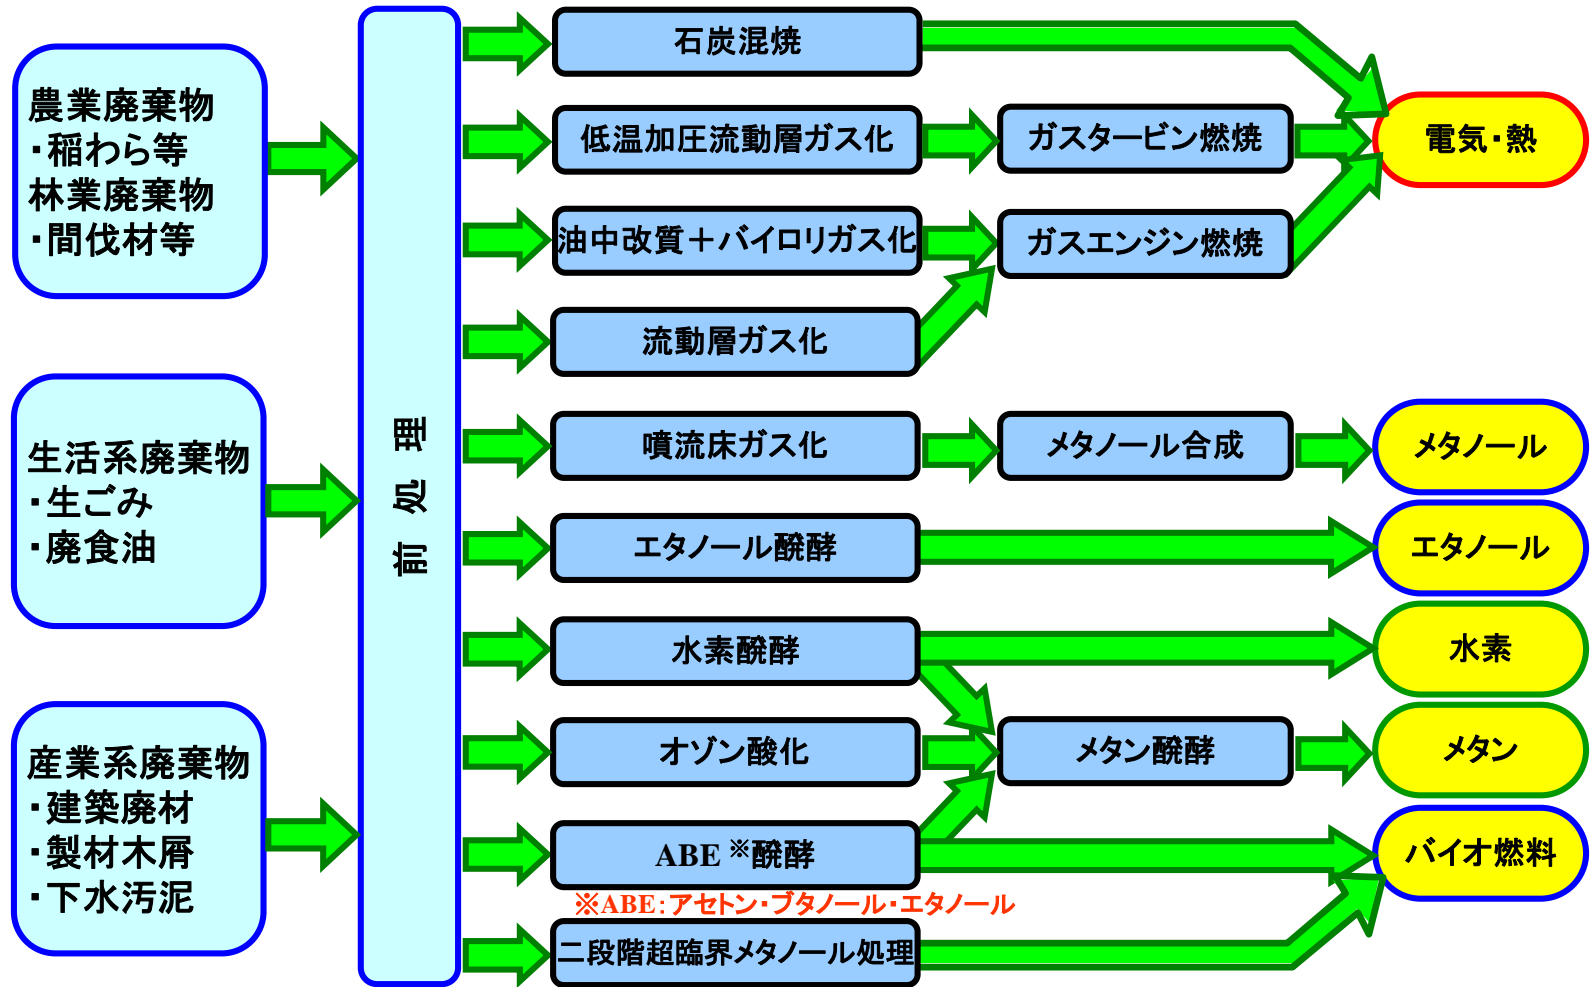 農業廃棄物
・稲わら等
林業廃棄物
・間伐材等
生活系廃棄物
・生ごみ
・廃食油
産業系廃棄物
・建築廃材
・製材木屑
・下水汚泥
前処理
石炭混焼
低温加圧流動層ガス化
ガスタービン燃焼
電気・熱
油中改質＋バイロリガス化
ガスエンジン燃焼
流動層ガス化
噴流床ガス化
メタノール合成
メタノール
エタノール醗酵
エタノール
水素醗酵
水素
オゾン酸化
メタン醗酵
メタン
ABE※醗酵
バイオ燃料
※ABE：アセトン・ブタノール・エタノール
二段階超臨界メタノール処理